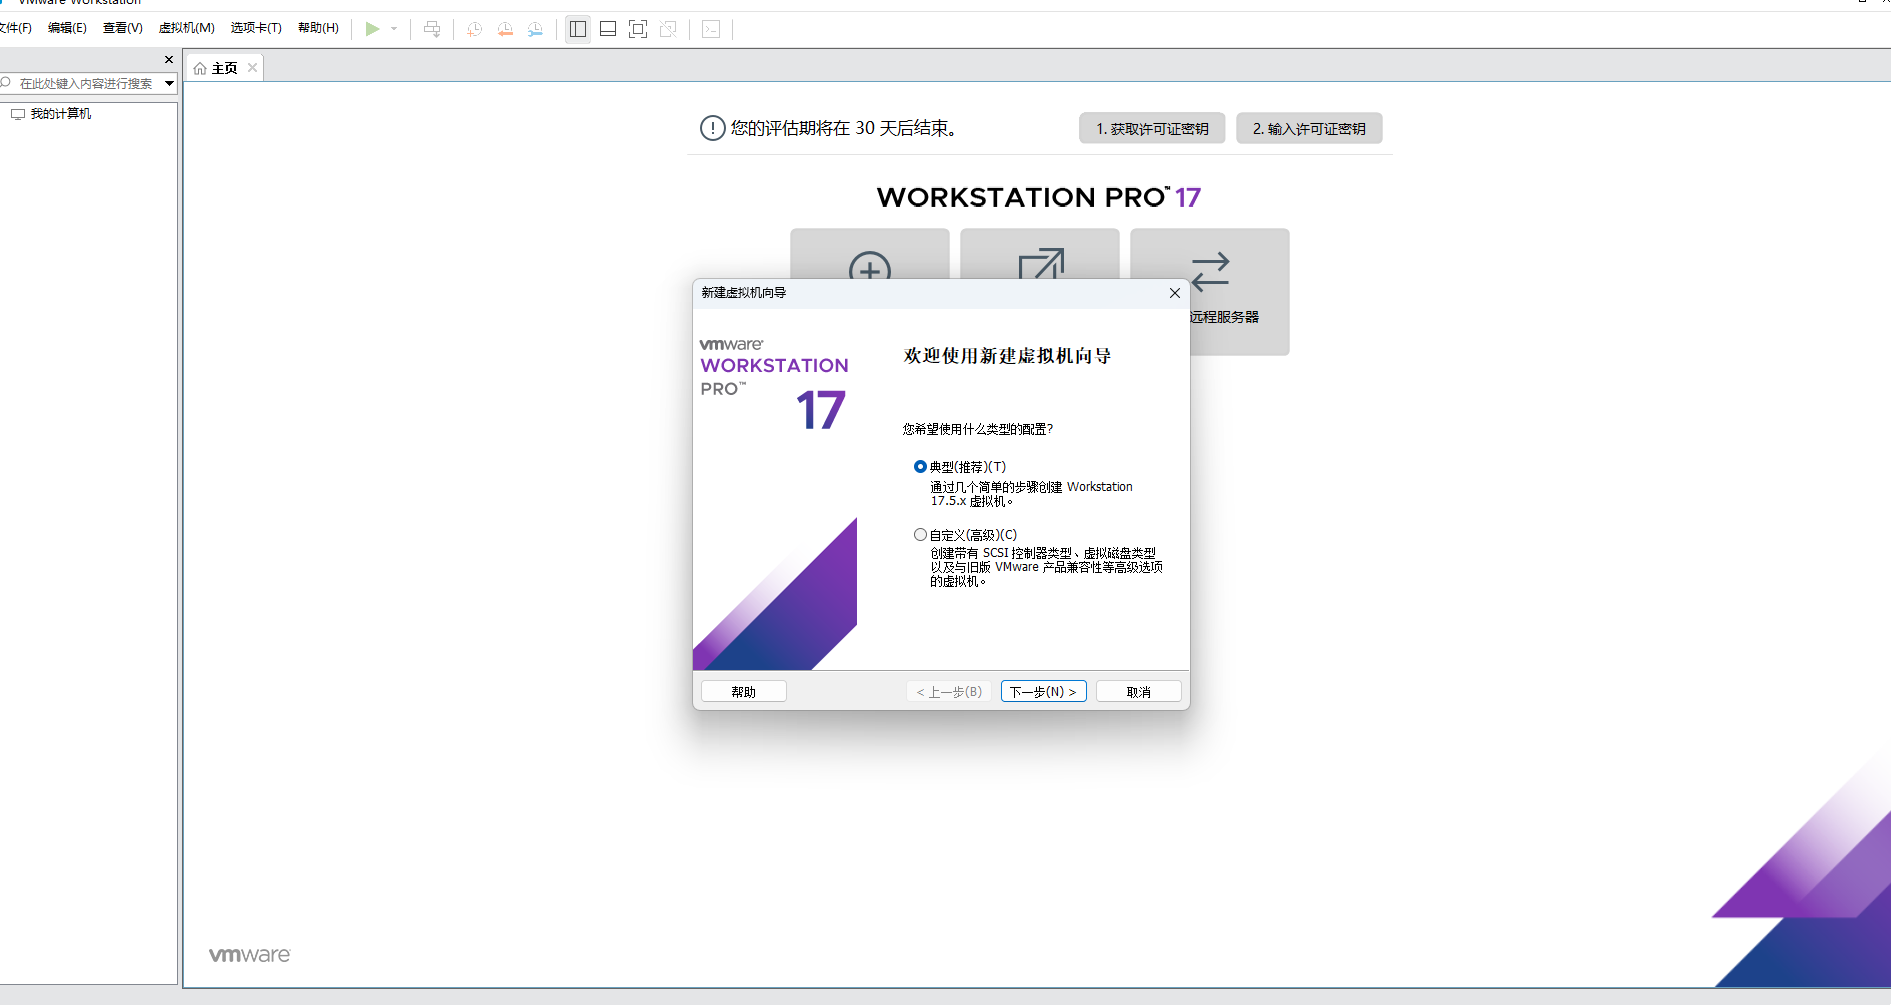 VMware Workstation
文件(F) 编辑(E) 查看(V) 虚拟机(M) 选项卡(T) 帮助(H)
在此处键入内容进行搜索
我的计算机
主页
您的评估期将在 30 天后结束。
1. 获取许可证密钥
2. 输入许可证密钥
WORKSTATION PRO™ 17
远程服务器
新建虚拟机向导
vmware
WORKSTATION
PRO™
17
欢迎使用新建虚拟机向导
您希望使用什么类型的配置?
典型(推荐)(T)
通过几个简单的步骤创建 Workstation
17.5.x 虚拟机。
自定义(高级)(C)
创建带有 SCSI 控制器类型、虚拟磁盘类型
以及与旧版 VMware 产品兼容性等高级选项
的虚拟机。
帮助
< 上一步(B)
下一步(N) >
取消
vmware